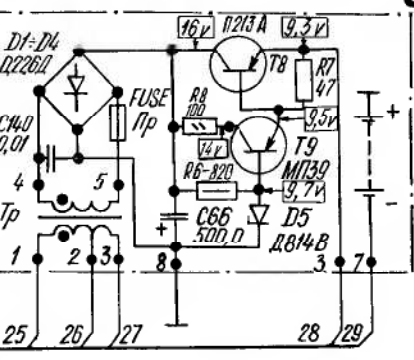 16v
П213А
9,3v
D1÷D4
Д226Д
T8
R7
47
FUSE
Пр
R8
100
9,5v
C140
0,01
14v
T9
R6-820
МП39
9,7v
4
5
Тр
+
C66
500,0
D5
Д814В
+
-
1
2
3
8
3
7
25
26
27
28
29